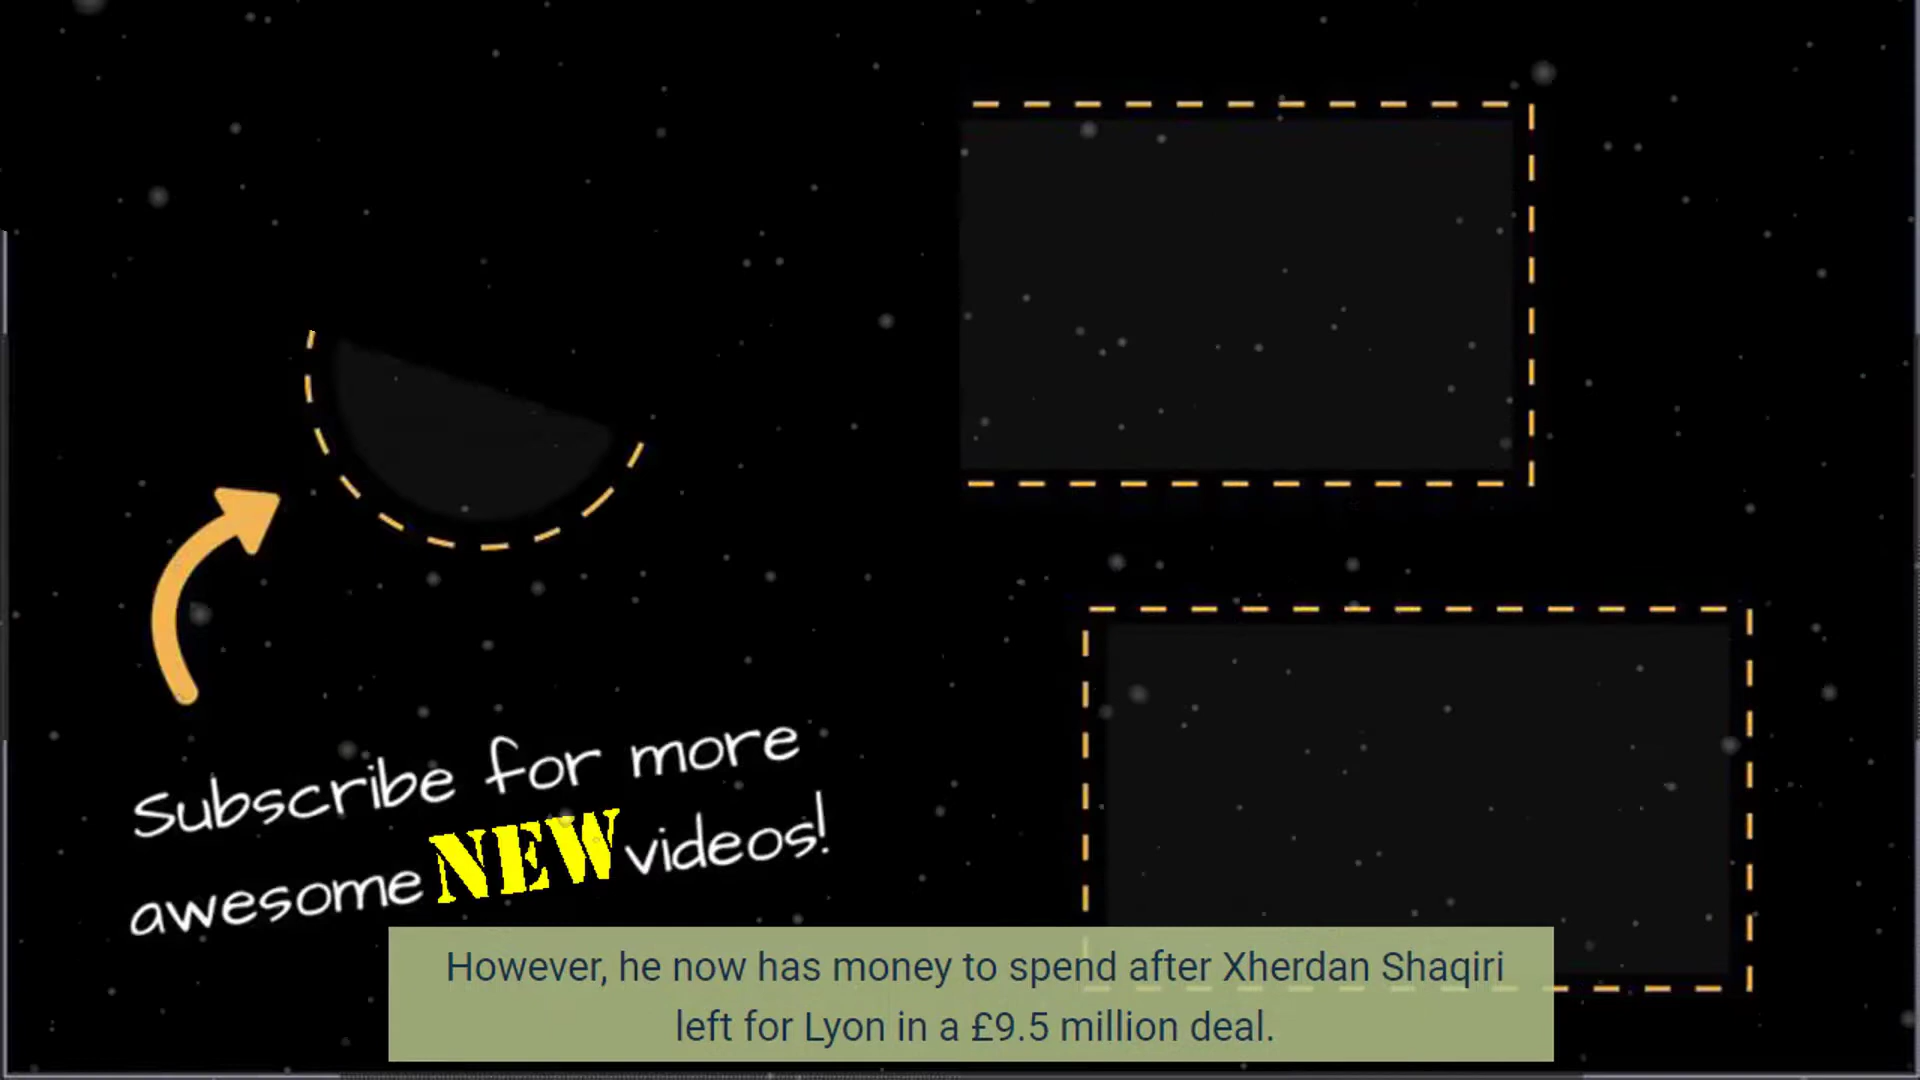 Subscribe for more
awesome NEW videos!
However, he now has money to spend after Xherdan Shaqiri
left for Lyon in a £9.5 million deal.